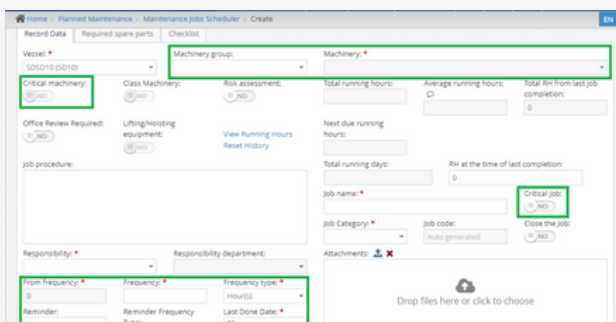 Home > Planned Maintenance > Maintenance Jobs Scheduler > Create
EN
Record Data Required spare parts Checklist
Vessel: * Machinery group: Machinery: *
SDSD10 (SD10)
Critical machinery: Class Machinery: Risk assessment: Total running hours: Average running hours: Total RH from last job completion:
NO NO NO 0
Office Review Required: Lifting/Hoisting equipment: View Running Hours Next due running hours:
NO NO Reset History
Job procedure: Total running days: RH at the time of last completion:
0
Job name: * Critical job:
NO
Job Category: * Job code: Close the Job:
Auto generated NO
Responsibility: * Responsibility department: Attachments:
From frequency: * Frequency: * Frequency type: *
0 Hour(s)
Drop files here or click to choose
Reminder: Reminder Frequency Last Done Date: *